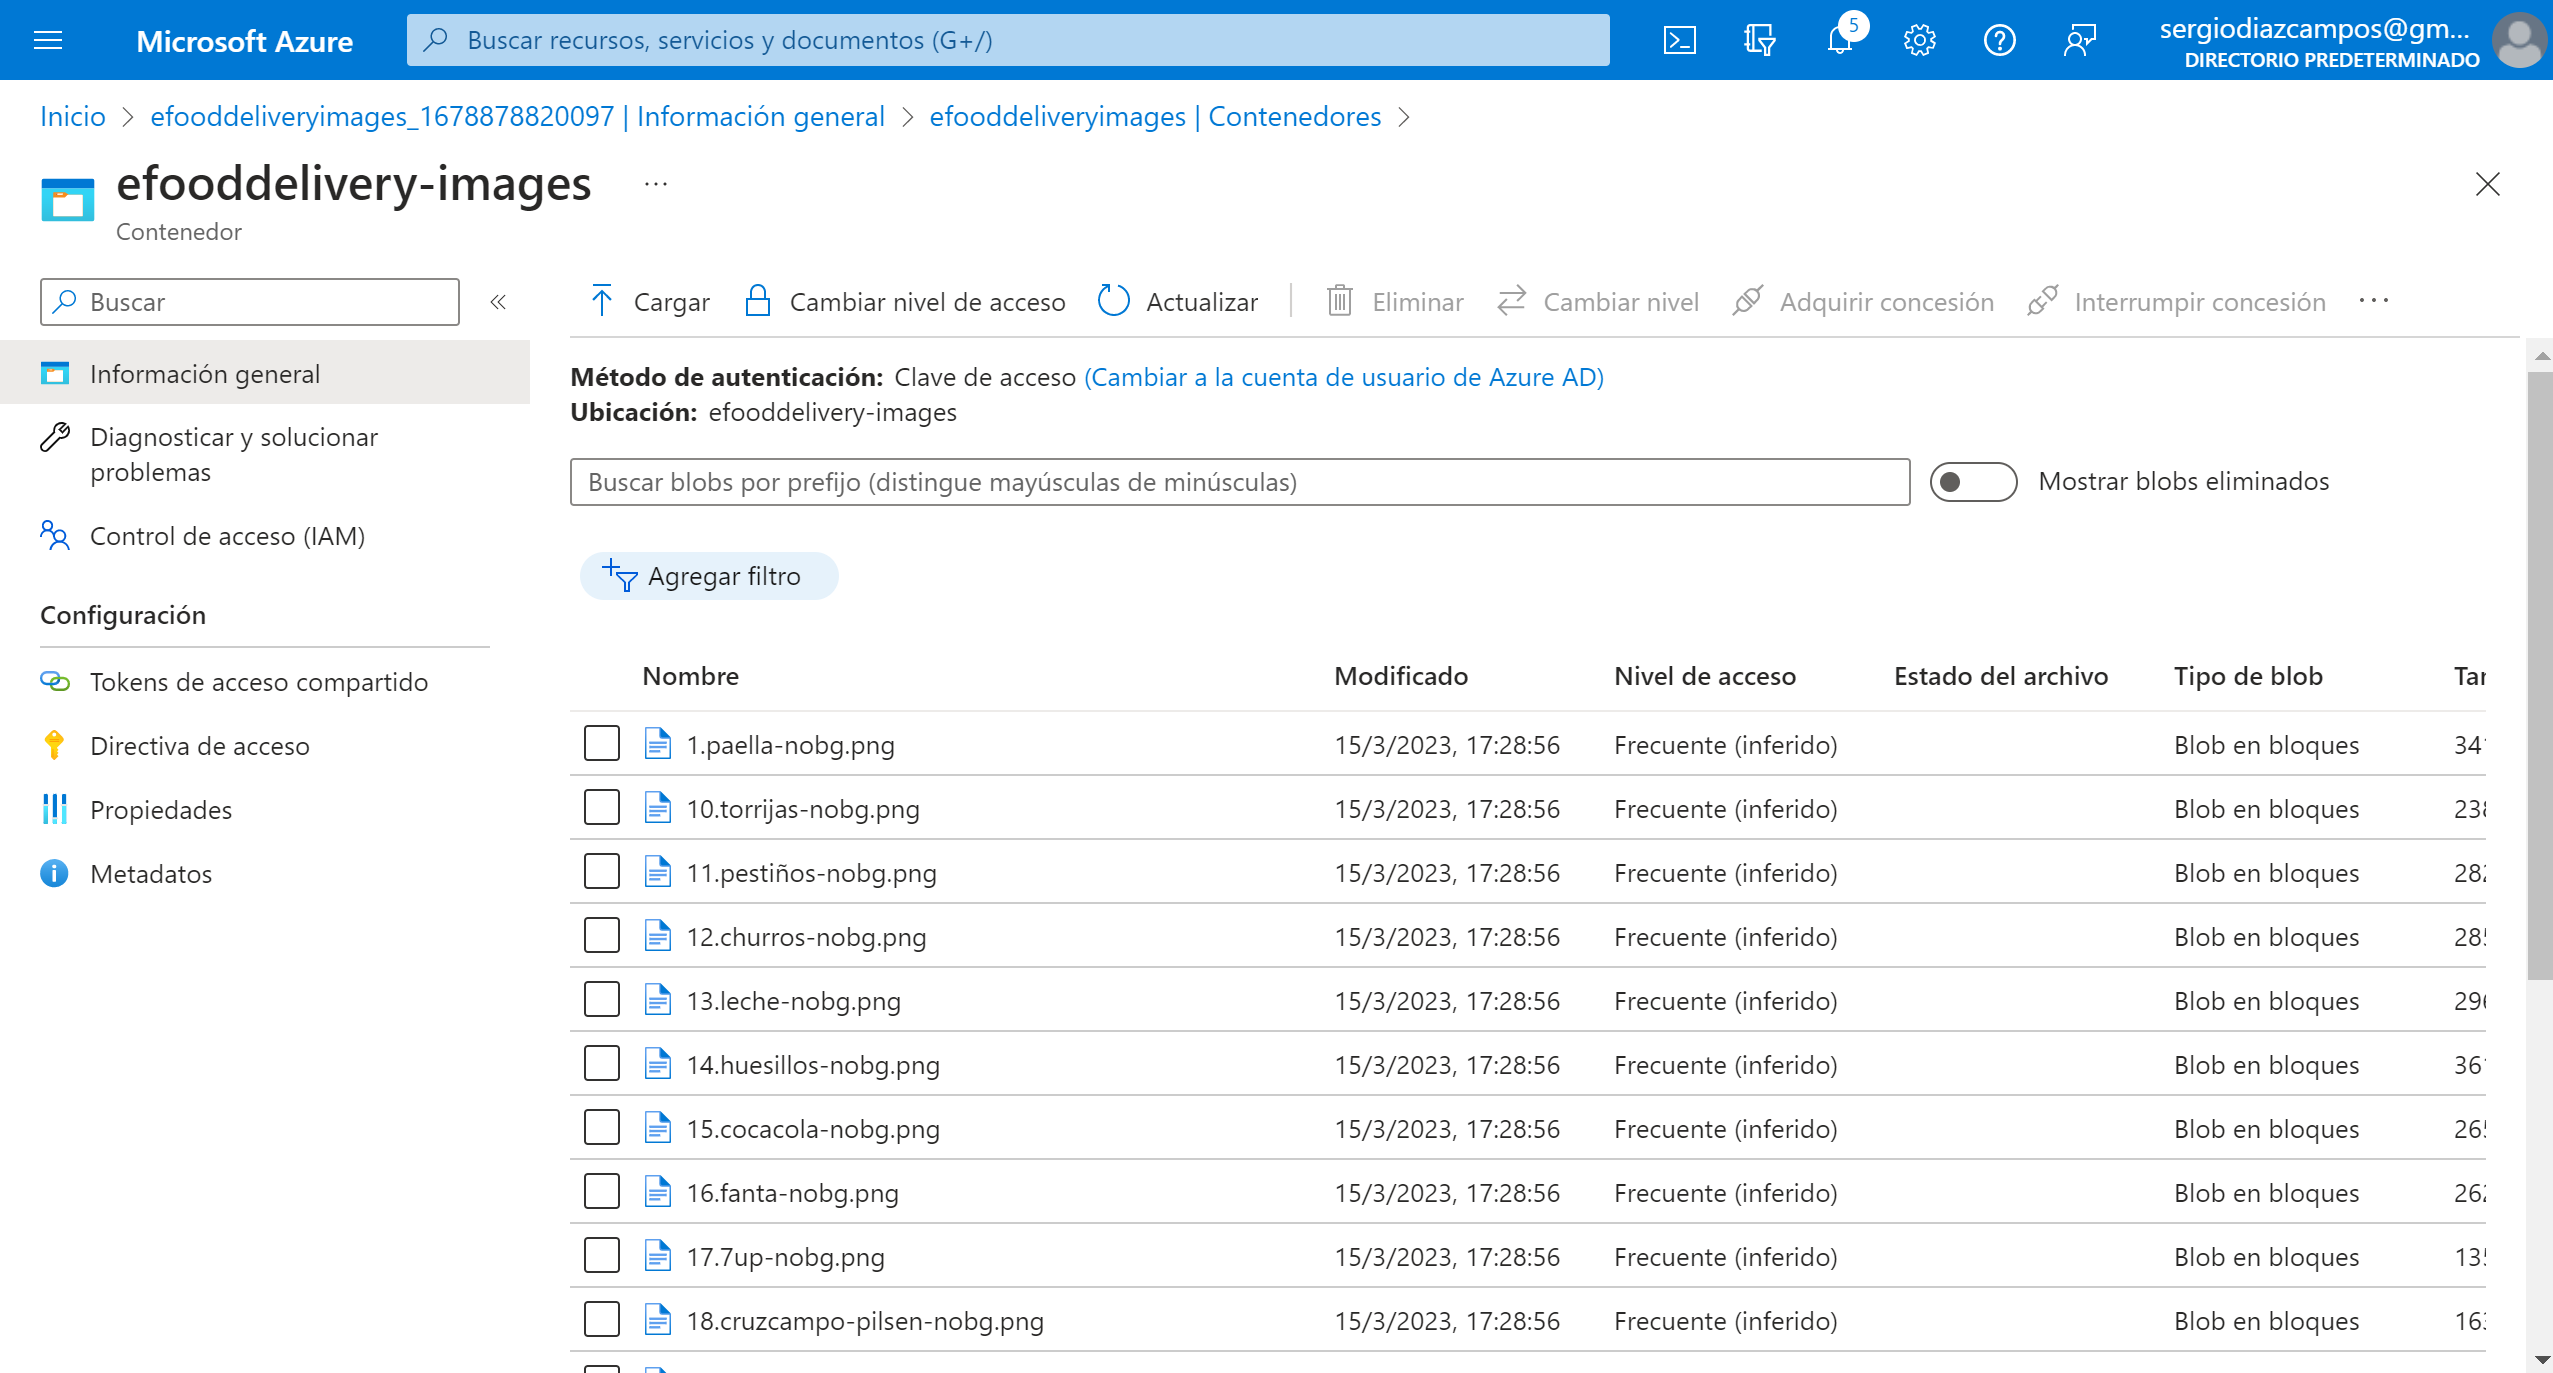 Microsoft Azure
Buscar recursos, servicios y documentos (G+/)
5
sergiodiazcampos@gm...
DIRECTORIO PREDETERMINADO
Inicio > efooddeliveryimages_1678878820097 | Información general > efooddeliveryimages | Contenedores >
efooddelivery-images ...
Contenedor
Buscar
Cargar Cambiar nivel de acceso Actualizar Eliminar Cambiar nivel Adquirir concesión Interrumpir concesión ...
Información general
Diagnosticar y solucionar
problemas
Control de acceso (IAM)
Configuración
Tokens de acceso compartido
Directiva de acceso
Propiedades
Metadatos
Método de autenticación: Clave de acceso (Cambiar a la cuenta de usuario de Azure AD)
Ubicación: efooddelivery-images
Buscar blobs por prefijo (distingue mayúsculas de minúsculas)
Mostrar blobs eliminados
Agregar filtro
Nombre Modificado Nivel de acceso Estado del archivo Tipo de blob
1.paella-nobg.png 15/3/2023, 17:28:56 Frecuente (inferido) Blob en bloques
10.torrijas-nobg.png 15/3/2023, 17:28:56 Frecuente (inferido) Blob en bloques
11.pestiños-nobg.png 15/3/2023, 17:28:56 Frecuente (inferido) Blob en bloques
12.churros-nobg.png 15/3/2023, 17:28:56 Frecuente (inferido) Blob en bloques
13.leche-nobg.png 15/3/2023, 17:28:56 Frecuente (inferido) Blob en bloques
14.huesillos-nobg.png 15/3/2023, 17:28:56 Frecuente (inferido) Blob en bloques
15.cocacola-nobg.png 15/3/2023, 17:28:56 Frecuente (inferido) Blob en bloques
16.fanta-nobg.png 15/3/2023, 17:28:56 Frecuente (inferido) Blob en bloques
17.7up-nobg.png 15/3/2023, 17:28:56 Frecuente (inferido) Blob en bloques
18.cruzcampo-pilsen-nobg.png 15/3/2023, 17:28:56 Frecuente (inferido) Blob en bloques